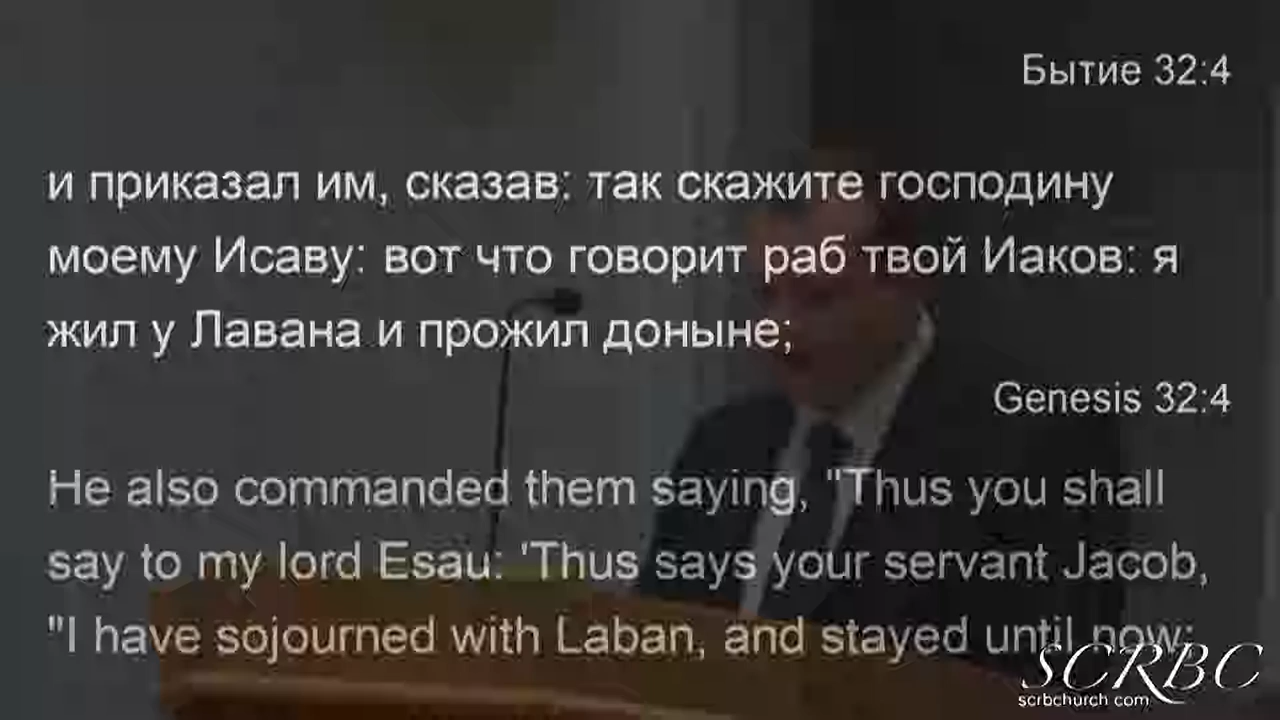 Бытие 32:4
и приказал им, сказав: так скажите господину
моему Исаву: вот что говорит раб твой Иаков: я
жил у Лавана и прожил доныне;
Genesis 32:4
He also commanded them saying, "Thus you shall
say to my lord Esau: 'Thus says your servant Jacob,
"I have sojourned with Laban, and stayed until now;
SCRBC
scrbchurch.com